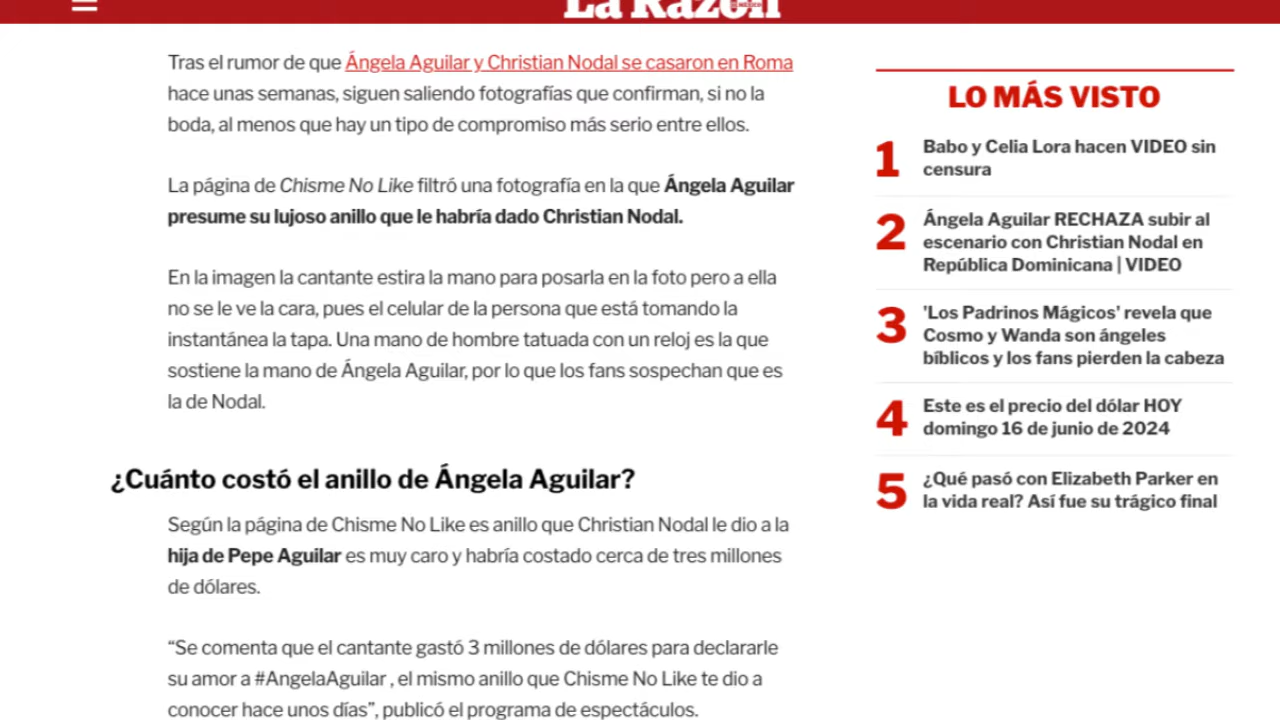 La Razón
Tras el rumor de que Ángela Aguilar y Christian Nodal se casaron en Roma
hace unas semanas, siguen saliendo fotografías que confirman, si no la
boda, al menos que hay un tipo de compromiso más serio entre ellos.
La página de Chisme No Like filtró una fotografía en la que Ángela Aguilar
presume su lujoso anillo que le habría dado Christian Nodal.
En la imagen la cantante estira la mano para posarla en la foto pero a ella
no se le ve la cara, pues el celular de la persona que está tomando la
instantánea la tapa. Una mano de hombre tatuada con un reloj es la que
sostiene la mano de Ángela Aguilar, por lo que los fans sospechan que es
la de Nodal.
¿Cuánto costó el anillo de Ángela Aguilar?
Según la página de Chisme No Like es anillo que Christian Nodal le dio a la
hija de Pepe Aguilar es muy caro y habría costado cerca de tres millones
de dólares.
“Se comenta que el cantante gastó 3 millones de dólares para declararle
su amor a #AngelaAguilar , el mismo anillo que Chisme No Like te dio a
conocer hace unos días”, publicó el programa de espectáculos.
LO MÁS VISTO
1 Babo y Celia Lora hacen VIDEO sin
censura
2 Ángela Aguilar RECHAZA subir al
escenario con Christian Nodal en
República Dominicana | VIDEO
3 'Los Padrinos Mágicos' revela que
Cosmo y Wanda son ángeles
bíblicos y los fans pierden la cabeza
4 Este es el precio del dólar HOY
domingo 16 de junio de 2024
5 ¿Qué pasó con Elizabeth Parker en
la vida real? Así fue su trágico final